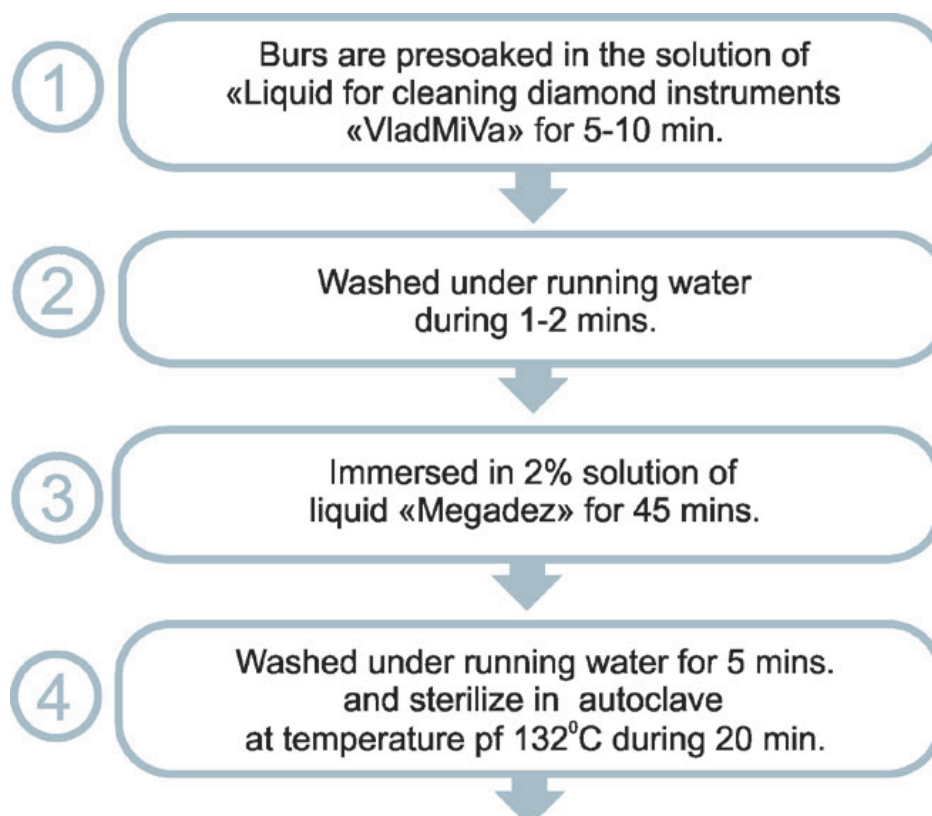 1
Burs are presoaked in the solution of
«Liquid for cleaning diamond instruments
«VladMiVa» for 5-10 min.
2
Washed under running water
during 1-2 mins.
3
Immersed in 2% solution of
liquid «Megadez» for 45 mins.
4
Washed under running water for 5 mins.
and sterilize in autoclave
at temperature pf 132⁰C during 20 min.